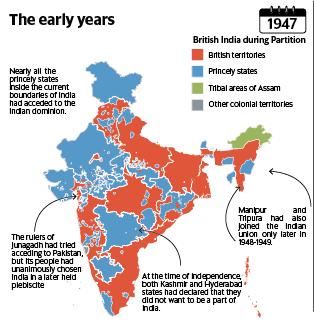 The early years
1947
British India during Partition
British territories
Princely states
Tribal areas of Assam
Other colonial territories
Nearly all the
princely states
inside the current
boundaries of India
had acceded to the
Indian dominion.
The rulers of
Junagadh had tried
acceding to Pakistan,
but its people had
unanimously chosen
India in a later held
plebiscite
At the time of independence,
both Kashmir and Hyderabad
states had declared that they
did not want to be a part of
India.
Manipur and
Tripura had also
joined the Indian
union only later in
1948-1949.